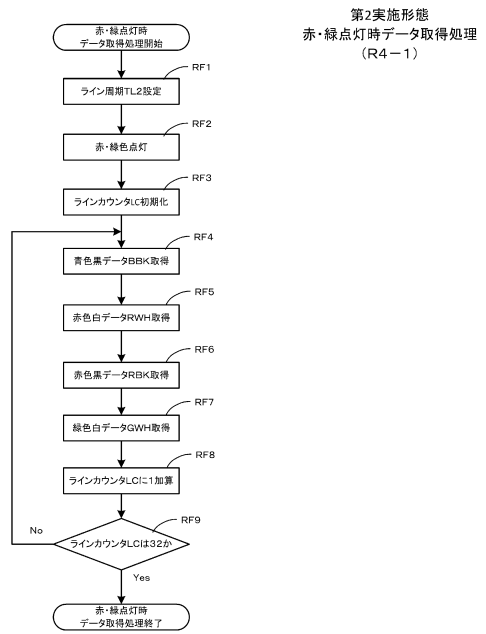 第2実施形態
赤・緑点灯時データ取得処理
(R4-1)
赤・緑点灯時
データ取得処理開始
RF1
ライン周期TL2設定
RF2
赤・緑色点灯
RF3
ラインカウンタLC初期化
RF4
青色黒データBBK取得
RF5
赤色白データRWH取得
RF6
赤色黒データRBK取得
RF7
緑色白データGWH取得
RF8
ラインカウンタLCに1加算
RF9
ラインカウンタLCは32か
No
Yes
赤・緑点灯時
データ取得処理終了